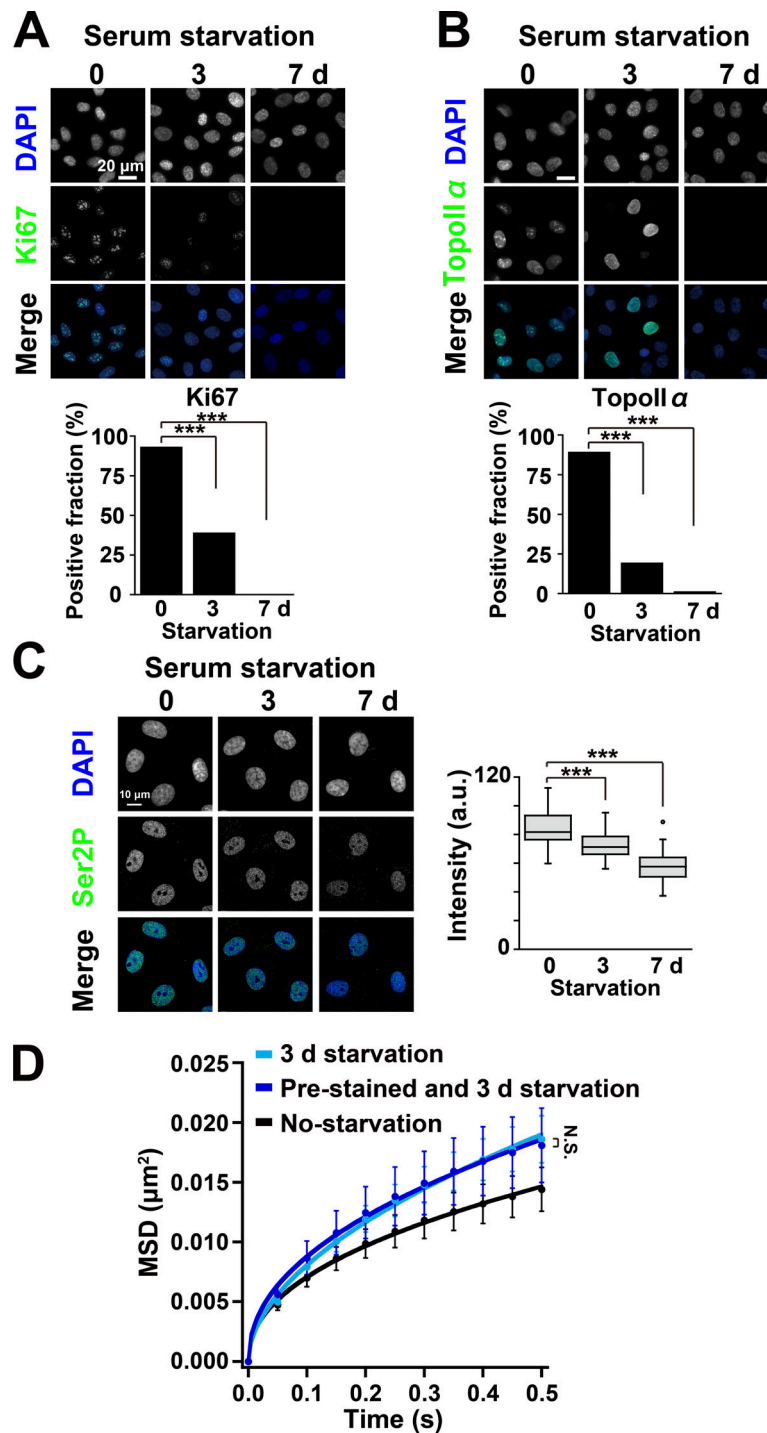 A
Serum starvation
0 3 7 d
DAPI
20 µm
Ki67
Merge
Ki67
Positive fraction (%)
100
75
50
25
0
***
***
0 3 7 d
Starvation
B
Serum starvation
0 3 7 d
DAPI
TopoII α
Merge
TopoII α
Positive fraction (%)
100
75
50
25
0
***
***
0 3 7 d
Starvation
C
Serum starvation
0 3 7 d
DAPI
10 µm
Ser2P
Merge
Intensity (a.u.)
120
0
***
***
0 3 7 d
Starvation
D
3 d starvation
Pre-stained and 3 d starvation
No-starvation
N.S.
MSD (µm²)
0.025
0.020
0.015
0.010
0.005
0.000
0.0 0.1 0.2 0.3 0.4 0.5
Time (s)